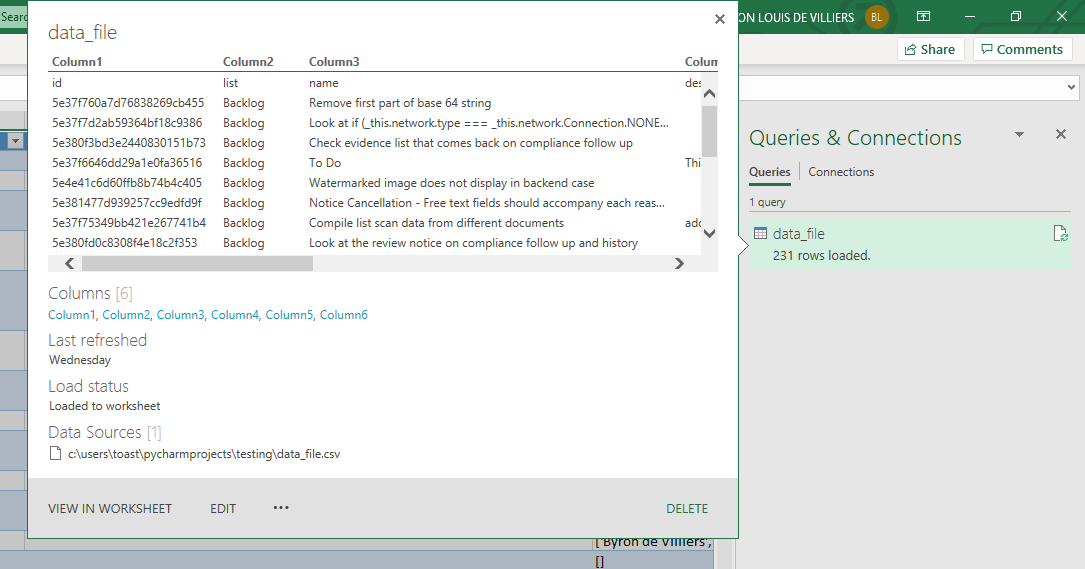 Sear
ON LOUIS DE VILLIERS BL
Share Comments
data_file
Column1 Column2 Column3 Colum
id list name des
5e37f760a7d76838269cb455 Backlog Remove first part of base 64 string
5e37f7d2ab59364bf18c9386 Backlog Look at if (_this.network.type === _this.network.Connection.NONE...
5e380f3bd3e2440830151b73 Backlog Check evidence list that comes back on compliance follow up
5e37f6646dd29a1e0fa36516 Backlog To Do Thi
5e4e41c6d60ffb8b74b4c405 Backlog Watermarked image does not display in backend case
5e381477d939257cc9edfd9f Backlog Notice Cancellation - Free text fields should accompany each reas...
5e37f75349bb421e267741b4 Backlog Compile list scan data from different documents add
5e380fd0c8308f4e18c2f353 Backlog Look at the review notice on compliance follow up and history
Columns [6]
Column1, Column2, Column3, Column4, Column5, Column6
Last refreshed
Wednesday
Load status
Loaded to worksheet
Data Sources [1]
c:\users\toast\pycharmprojects\testing\data_file.csv
VIEW IN WORKSHEET EDIT ... DELETE
['Byron de Villiers',
[]
Queries & Connections
Queries Connections
1 query
data_file
231 rows loaded.